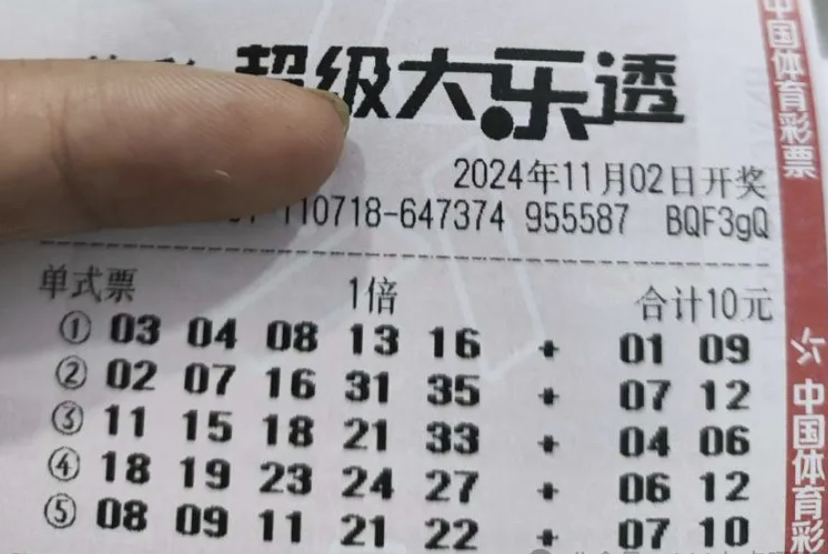 超级大乐透
2024年11月02日开奖
110718-647374 955587 BQF3gQ
单式票 1倍 合计10元
① 03 04 08 13 16 + 01 09
② 02 07 16 31 35 + 07 12
③ 11 15 18 21 33 + 04 06
④ 18 19 23 24 27 + 06 12
⑤ 08 09 11 21 22 + 07 10
中国体育彩票
中国体育彩